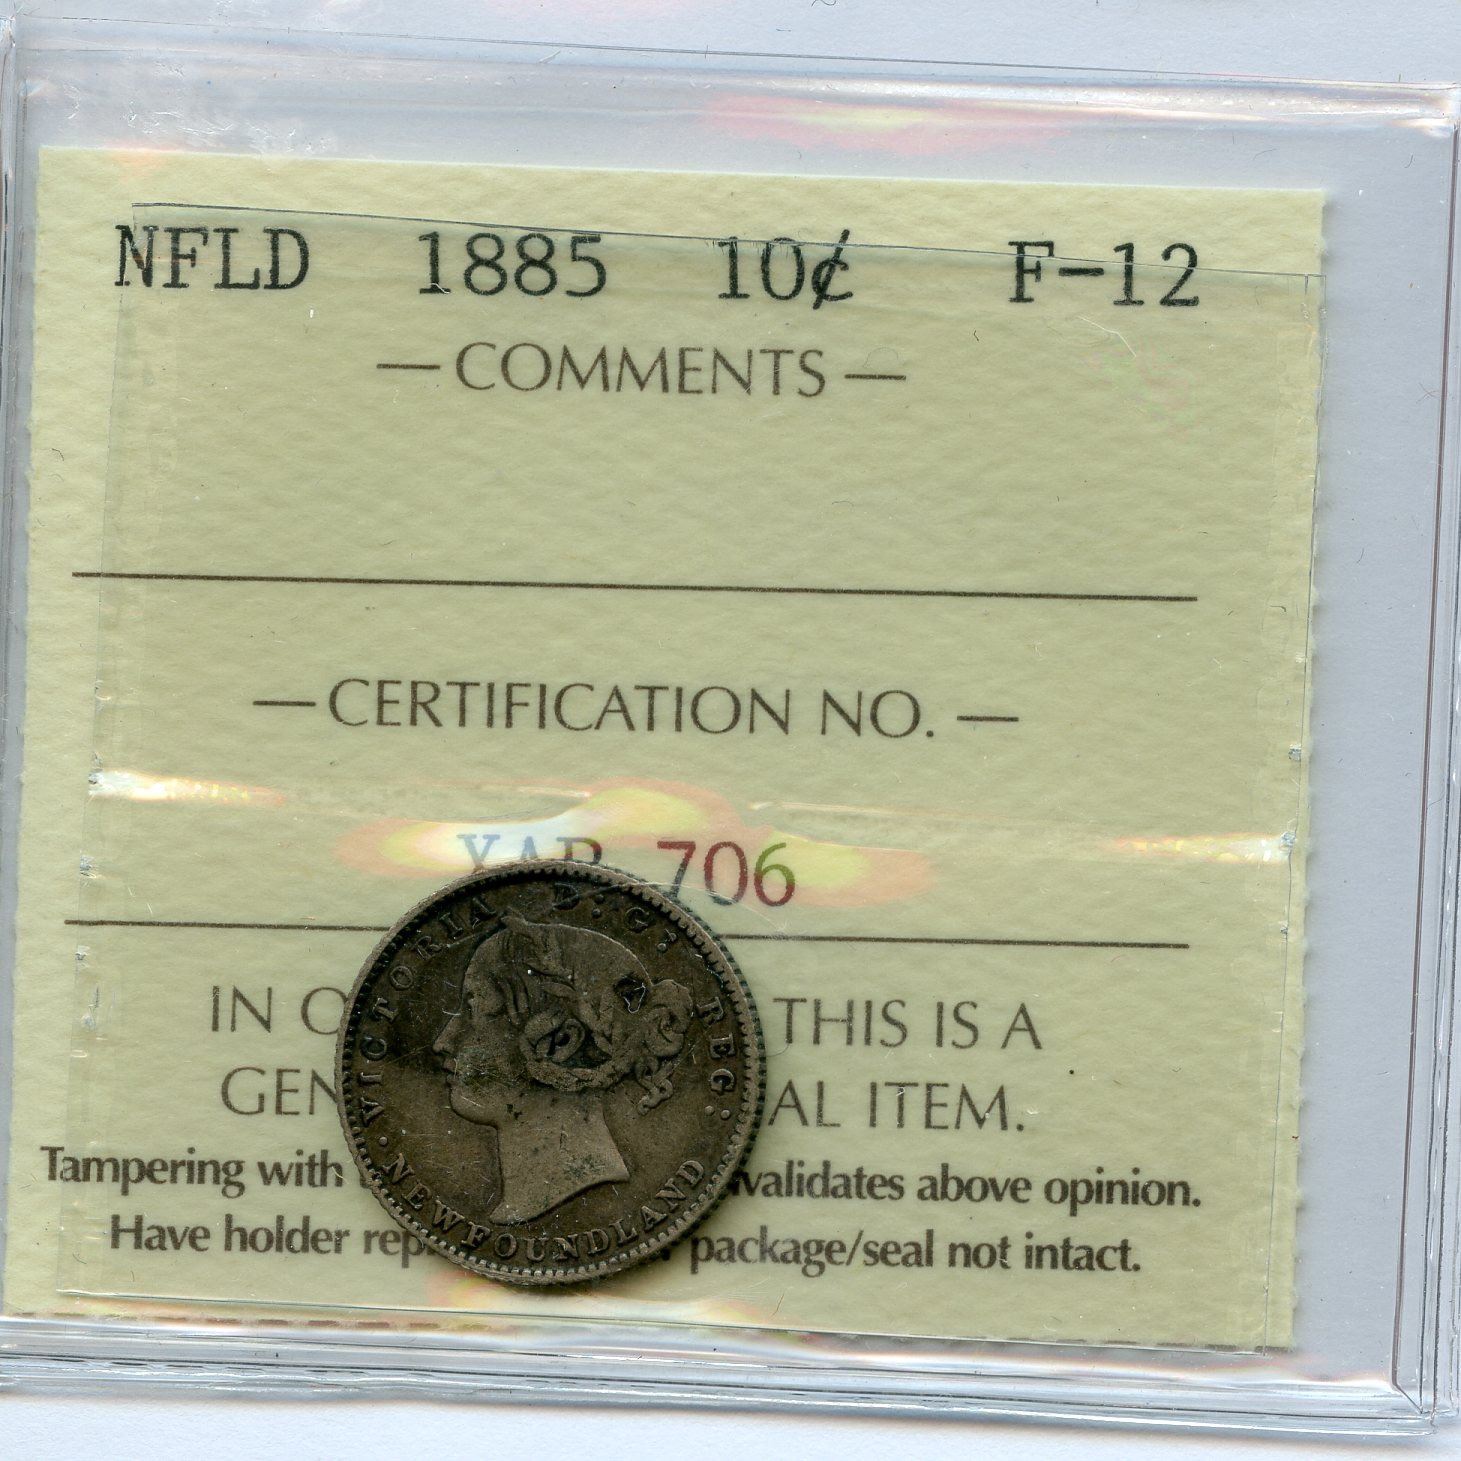 NFLD 1885 10¢ F-12
— COMMENTS —
— CERTIFICATION NO. —
706
IN THIS IS A
GEN AL ITEM.
Tampering with validates above opinion.
Have holder package/seal not intact.
VICTORIA D: G: REG:
· NEWFOUNDLAND